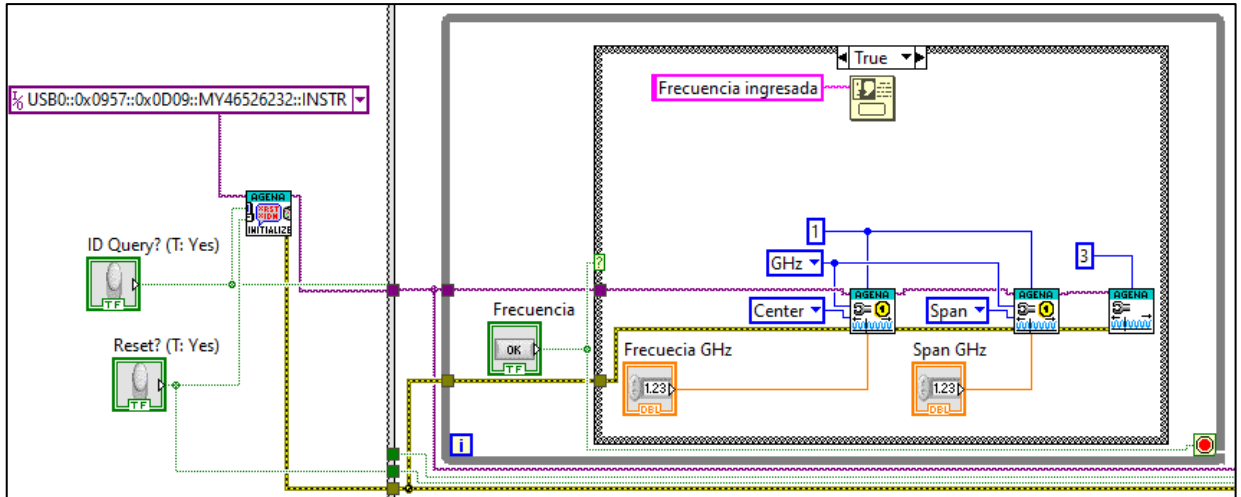 True
Frecuencia ingresada
USB0::0x0957::0x0D09::MY46526232::INSTR
AGENA
*RST
*IDN
INITIALIZE
ID Query? (T: Yes)
TF
1
GHz
3
Center
AGENA
Span
AGENA
AGENA
Frecuencia
OK
TF
Reset? (T: Yes)
TF
Frecuecia GHz
1.23
DBL
Span GHz
1.23
DBL
i